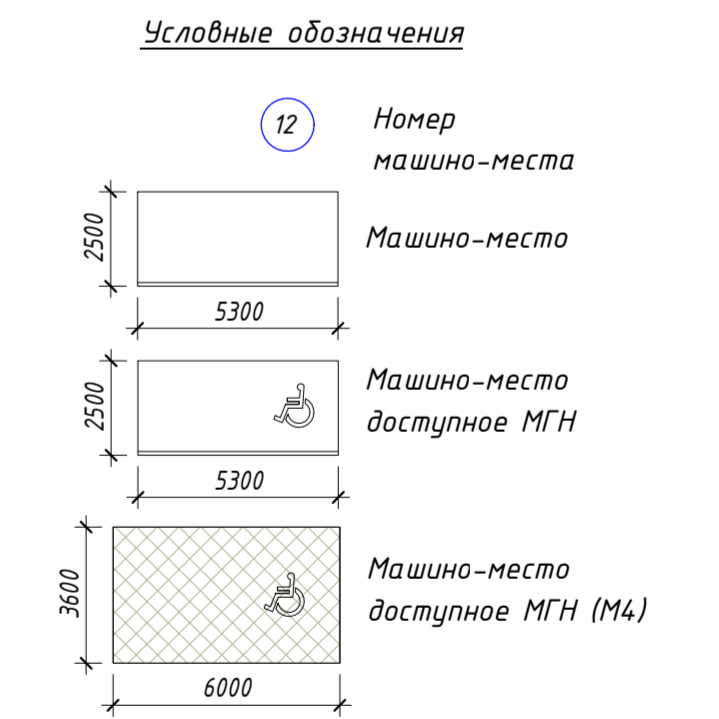 Условные обозначения
12
Номер
машино-места
2500
Машино-место
5300
2500
Машино-место
доступное МГН
5300
3600
Машино-место
доступное МГН (М4)
6000